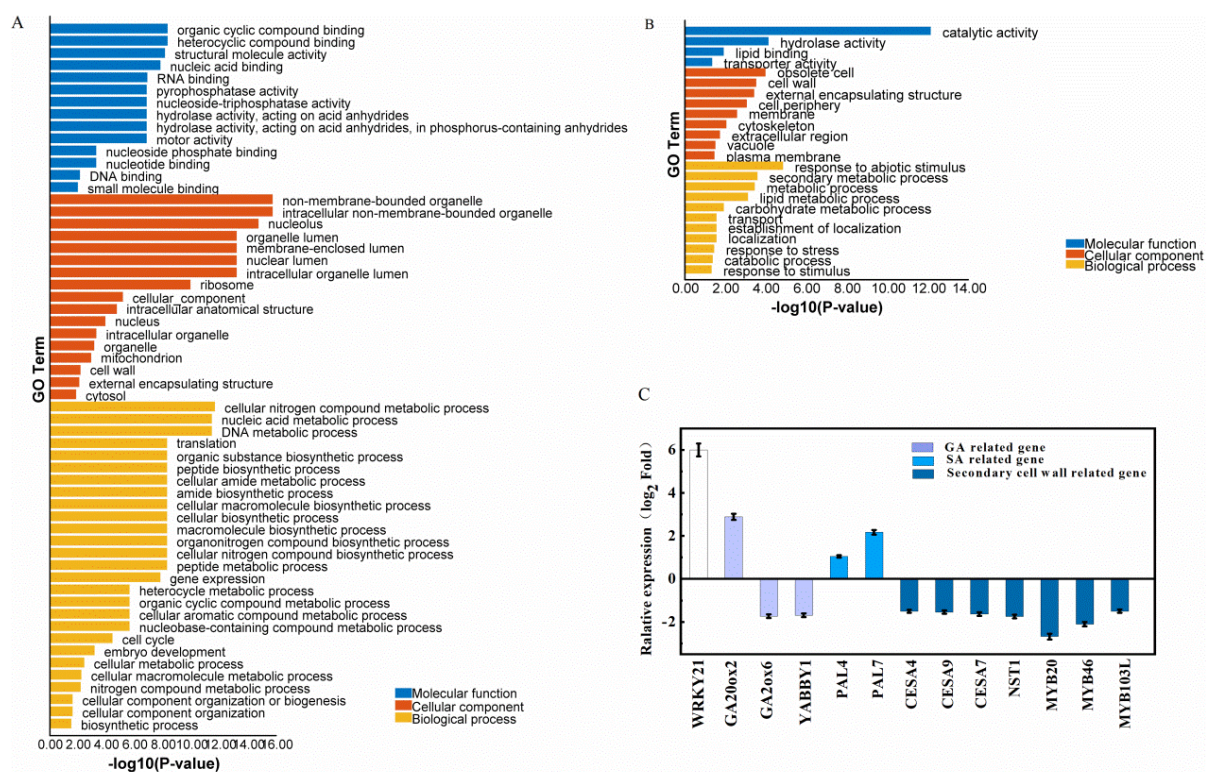 A
organic cyclic compound binding
heterocyclic compound binding
structural molecule activity
nucleic acid binding
RNA binding
pyrophosphatase activity
nucleoside-triphosphatase activity
hydrolase activity, acting on acid anhydrides
hydrolase activity, acting on acid anhydrides, in phosphorus-containing anhydrides
motor activity
nucleoside phosphate binding
nucleotide binding
DNA binding
small molecule binding
non-membrane-bounded organelle
intracellular non-membrane-bounded organelle
nucleolus
organelle lumen
membrane-enclosed lumen
nuclear lumen
intracellular organelle lumen
ribosome
cellular_component
intracellular anatomical structure
nucleus
intracellular organelle
organelle
mitochondrion
cell wall
external encapsulating structure
cytosol
cellular nitrogen compound metabolic process
nucleic acid metabolic process
DNA metabolic process
translation
organic substance biosynthetic process
peptide biosynthetic process
cellular amide metabolic process
amide biosynthetic process
cellular macromolecule biosynthetic process
cellular biosynthetic process
macromolecule biosynthetic process
organonitrogen compound biosynthetic process
cellular nitrogen compound biosynthetic process
peptide metabolic process
gene expression
heterocycle metabolic process
organic cyclic compound metabolic process
cellular aromatic compound metabolic process
nucleobase-containing compound metabolic process
cell cycle
embryo development
cellular metabolic process
cellular macromolecule metabolic process
nitrogen compound metabolic process
cellular component organization or biogenesis
cellular component organization
biosynthetic process
GO Term
Molecular function
Cellular component
Biological process
0.00 2.00 4.00 6.00 8.00 10.00 12.00 14.00 16.00
-log10(P-value)
B
catalytic activity
hydrolase activity
lipid binding
transporter activity
obsolete cell
cell wall
external encapsulating structure
cell periphery
membrane
cytoskeleton
extracellular region
vacuole
plasma membrane
response to abiotic stimulus
secondary metabolic process
metabolic process
lipid metabolic process
carbohydrate metabolic process
transport
establishment of localization
localization
response to stress
catabolic process
response to stimulus
GO Term
Molecular function
Cellular component
Biological process
0.00 2.00 4.00 6.00 8.00 10.00 12.00 14.00
-log10(P-value)
C
Ralative expression (log2 Fold)
6
4
2
0
-2
GA related gene
SA related gene
Secondary cell wall related gene
WRKY21
GA20ox2
GA2ox6
YABBY1
PAL4
PAL7
CESA4
CESA9
CESA7
NST1
MYB20
MYB46
MYB103L